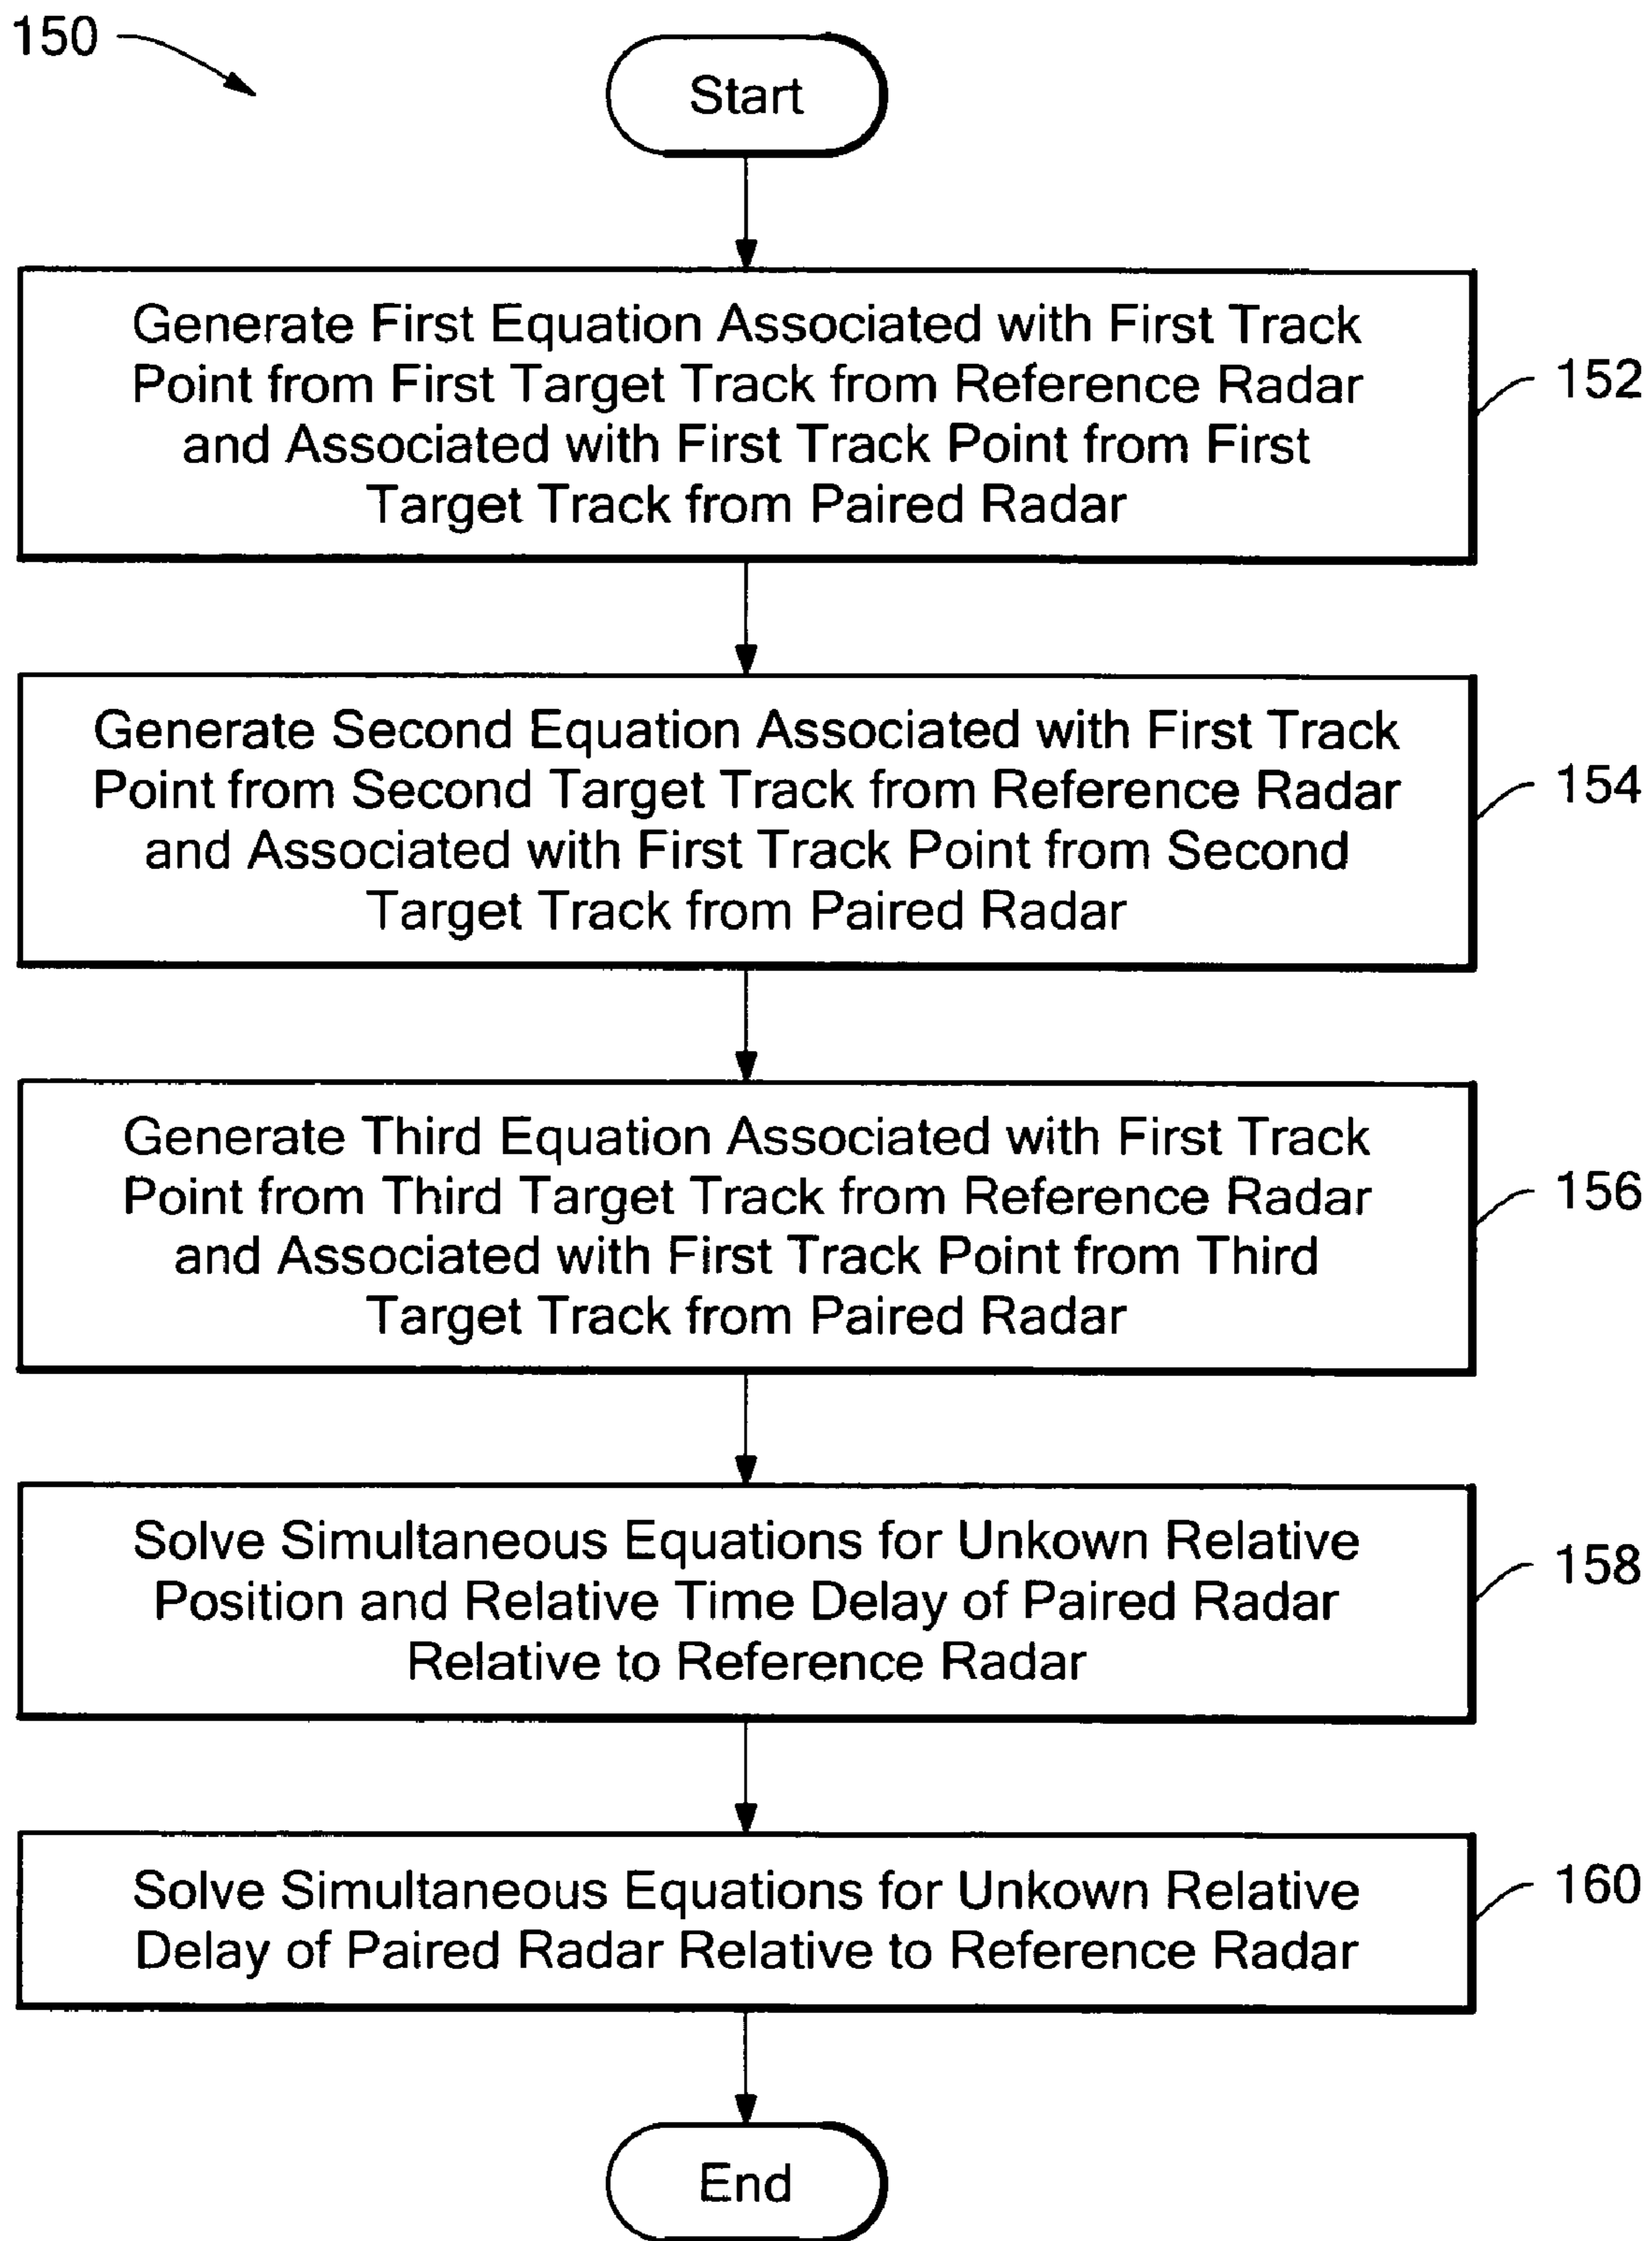 150
Start
Generate First Equation Associated with First Track
Point from First Target Track from Reference Radar
and Associated with First Track Point from First
Target Track from Paired Radar
152
Generate Second Equation Associated with First Track
Point from Second Target Track from Reference Radar
and Associated with First Track Point from Second
Target Track from Paired Radar
154
Generate Third Equation Associated with First Track
Point from Third Target Track from Reference Radar
and Associated with First Track Point from Third
Target Track from Paired Radar
156
Solve Simultaneous Equations for Unkown Relative
Position and Relative Time Delay of Paired Radar
Relative to Reference Radar
158
Solve Simultaneous Equations for Unkown Relative
Delay of Paired Radar Relative to Reference Radar
160
End